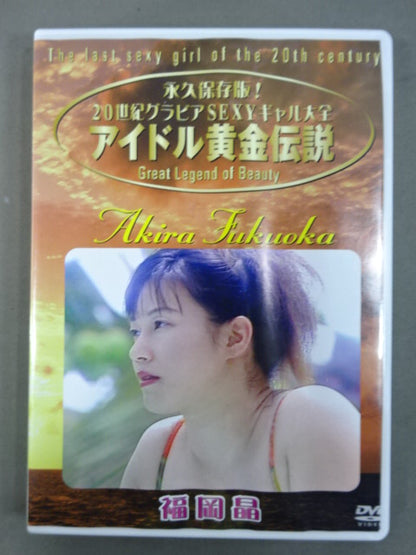 The last sexy girl of the 20th century
永久保存版!
20世紀グラビアSEXYギャル大全
アイドル黄金伝説
Great Legend of Beauty
Akira Fukuoka
福岡晶
DVD
VIDEO